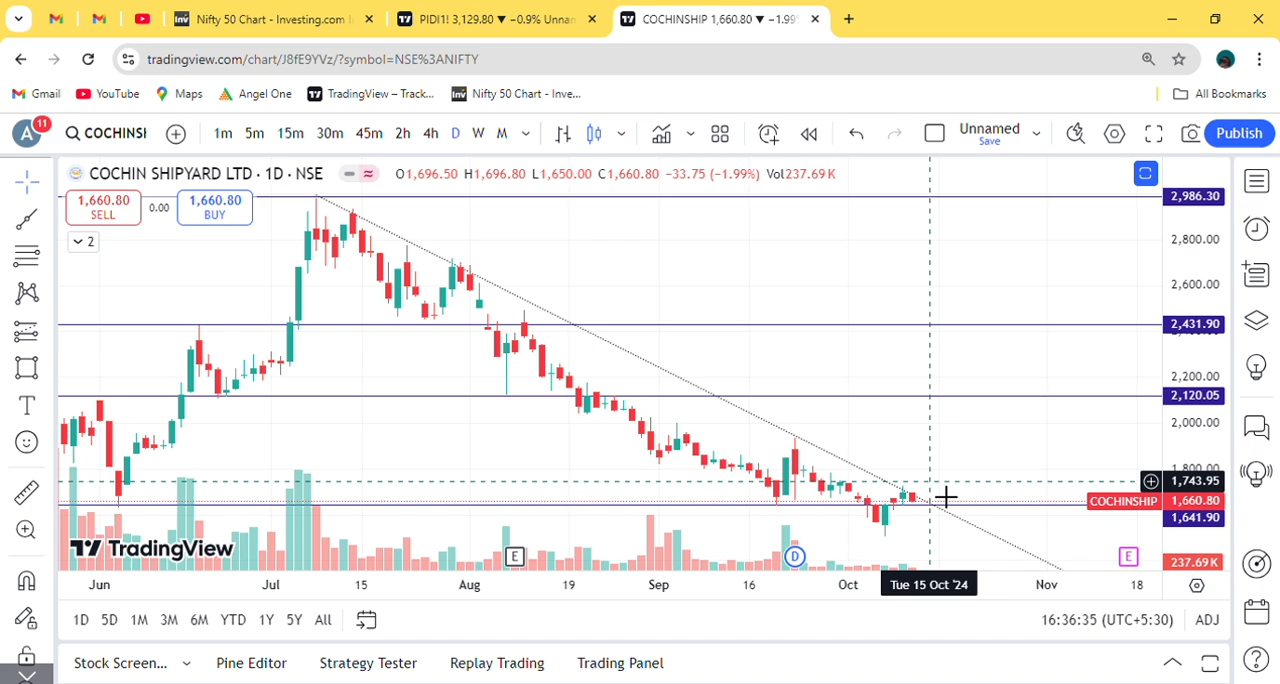 Nifty 50 Chart - Investing.com I
PIDI1! 3,129.80 ▼ −0.9% Unnan
COCHINSHIP 1,660.80 ▼ −1.99%
tradingview.com/chart/J8fE9YVz/?symbol=NSE%3ANIFTY
Gmail YouTube Maps Angel One TradingView – Track... Nifty 50 Chart - Inve... All Bookmarks
A 11 COCHINSH 1m 5m 15m 30m 45m 2h 4h D W M Unnamed Save Publish
COCHIN SHIPYARD LTD · 1D · NSE O1,696.50 H1,696.80 L1,650.00 C1,660.80 −33.75 (−1.99%) Vol237.69 K
1,660.80 SELL 0.00 1,660.80 BUY
2
2,986.30
2,800.00
2,600.00
2,431.90
2,200.00
2,120.05
2,000.00
1,800.00
1,743.95
COCHINSHIP 1,660.80
1,641.90
237.69 K
TradingView
E D E
Jun Jul 15 Aug 19 Sep 16 Oct Tue 15 Oct '24 Nov 18
1D 5D 1M 3M 6M YTD 1Y 5Y All 16:36:35 (UTC+5:30) ADJ
Stock Screen... Pine Editor Strategy Tester Replay Trading Trading Panel